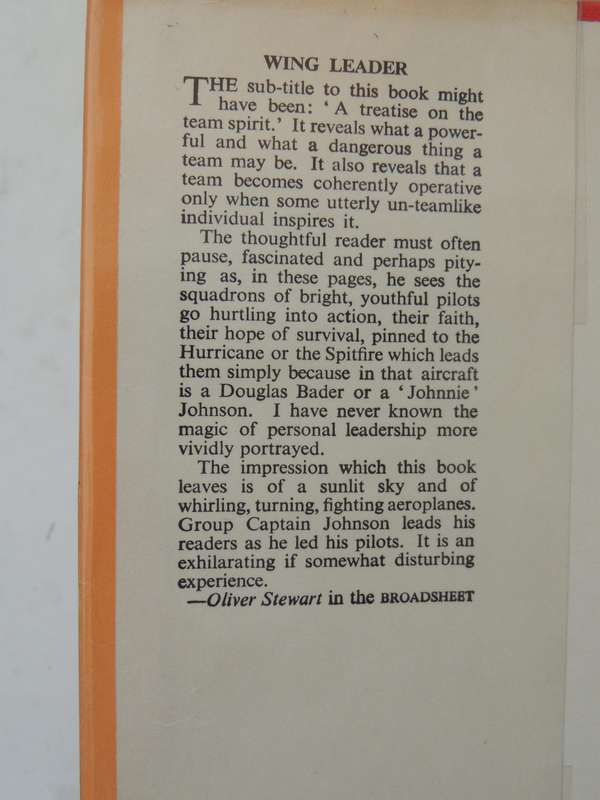 WING LEADER
THE sub-title to this book might
have been: ‘ A treatise on the
team spirit.’ It reveals what a power-
ful and what a dangerous thing a
team may be. It also reveals that a
team becomes coherently operative
only when some utterly un-teamlike
individual inspires it.
The thoughtful reader must often
pause, fascinated and perhaps pity-
ing as, in these pages, he sees the
squadrons of bright, youthful pilots
go hurtling into action, their faith,
their hope of survival, pinned to the
Hurricane or the Spitfire which leads
them simply because in that aircraft
is a Douglas Bader or a ‘ Johnnie ’
Johnson. I have never known the
magic of personal leadership more
vividly portrayed.
The impression which this book
leaves is of a sunlit sky and of
whirling, turning, fighting aeroplanes.
Group Captain Johnson leads his
readers as he led his pilots. It is an
exhilarating if somewhat disturbing
experience.
—Oliver Stewart in the BROADSHEET